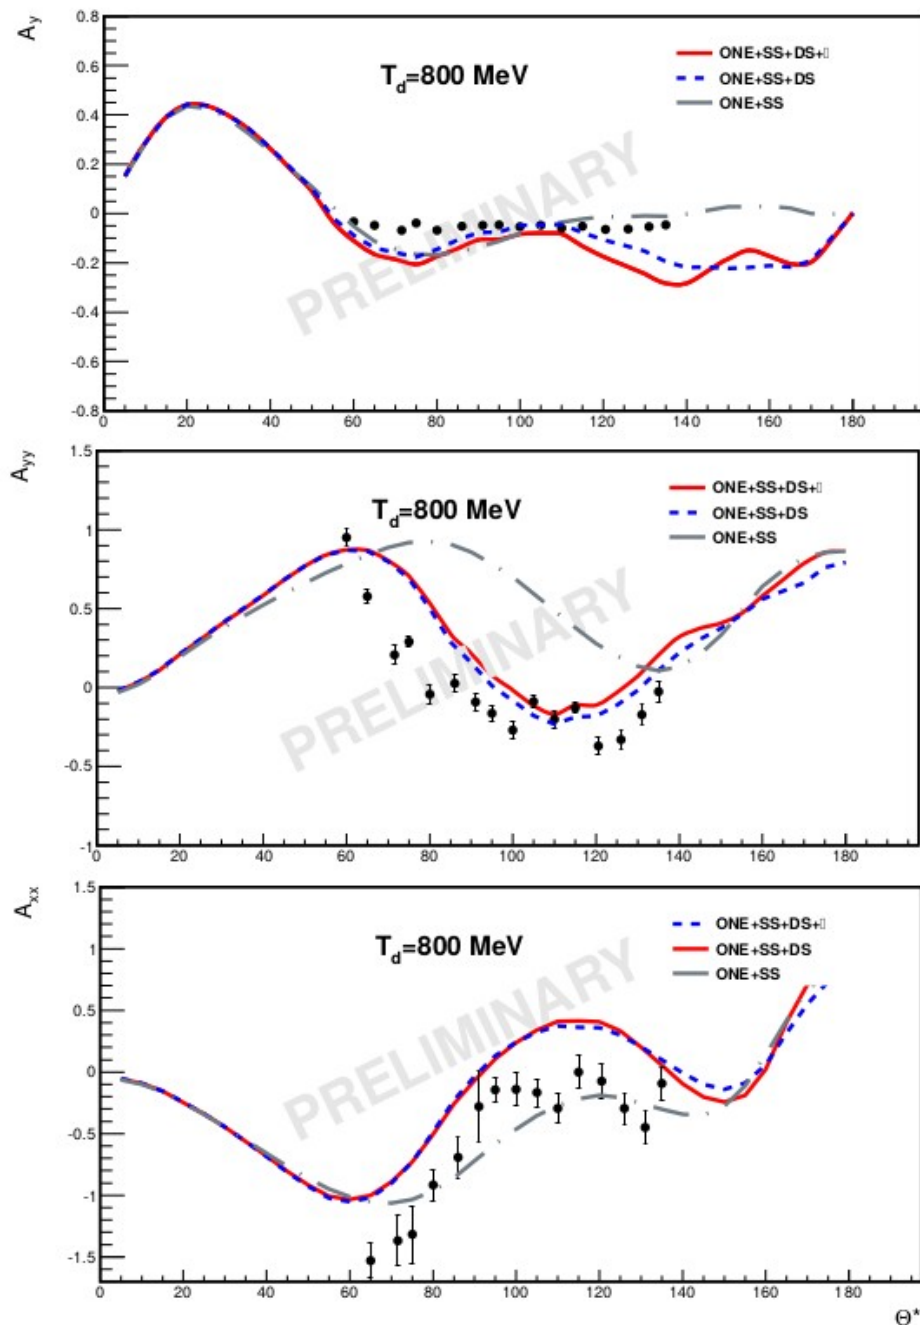 A_y
0.8
0.6
0.4
0.2
0
-0.2
-0.4
-0.6
-0.8
T_d=800 MeV
ONE+SS+DS+▯
ONE+SS+DS
ONE+SS
PRELIMINARY
0 20 40 60 80 100 120 140 160 180
A_yy
1.5
1
0.5
0
-0.5
-1
T_d=800 MeV
ONE+SS+DS+▯
ONE+SS+DS
ONE+SS
PRELIMINARY
0 20 40 60 80 100 120 140 160 180
A_xx
1.5
1
0.5
0
-0.5
-1
-1.5
T_d=800 MeV
ONE+SS+DS+▯
ONE+SS+DS
ONE+SS
PRELIMINARY
0 20 40 60 80 100 120 140 160 180
Θ*